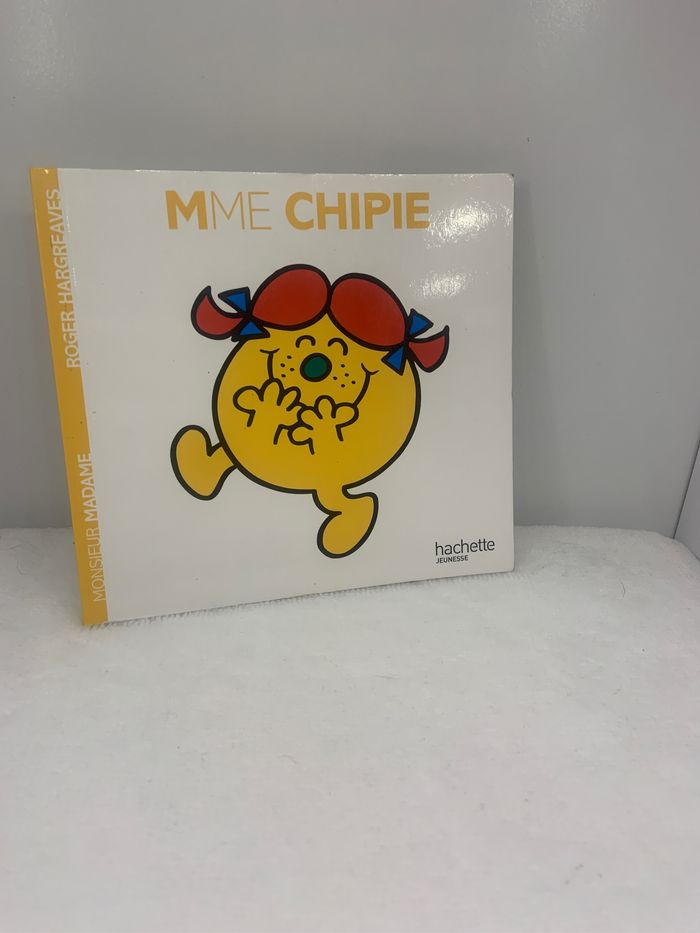 MME CHIPIE
ROGER HARGREAVES
MONSIEUR MADAME
hachette
JEUNESSE